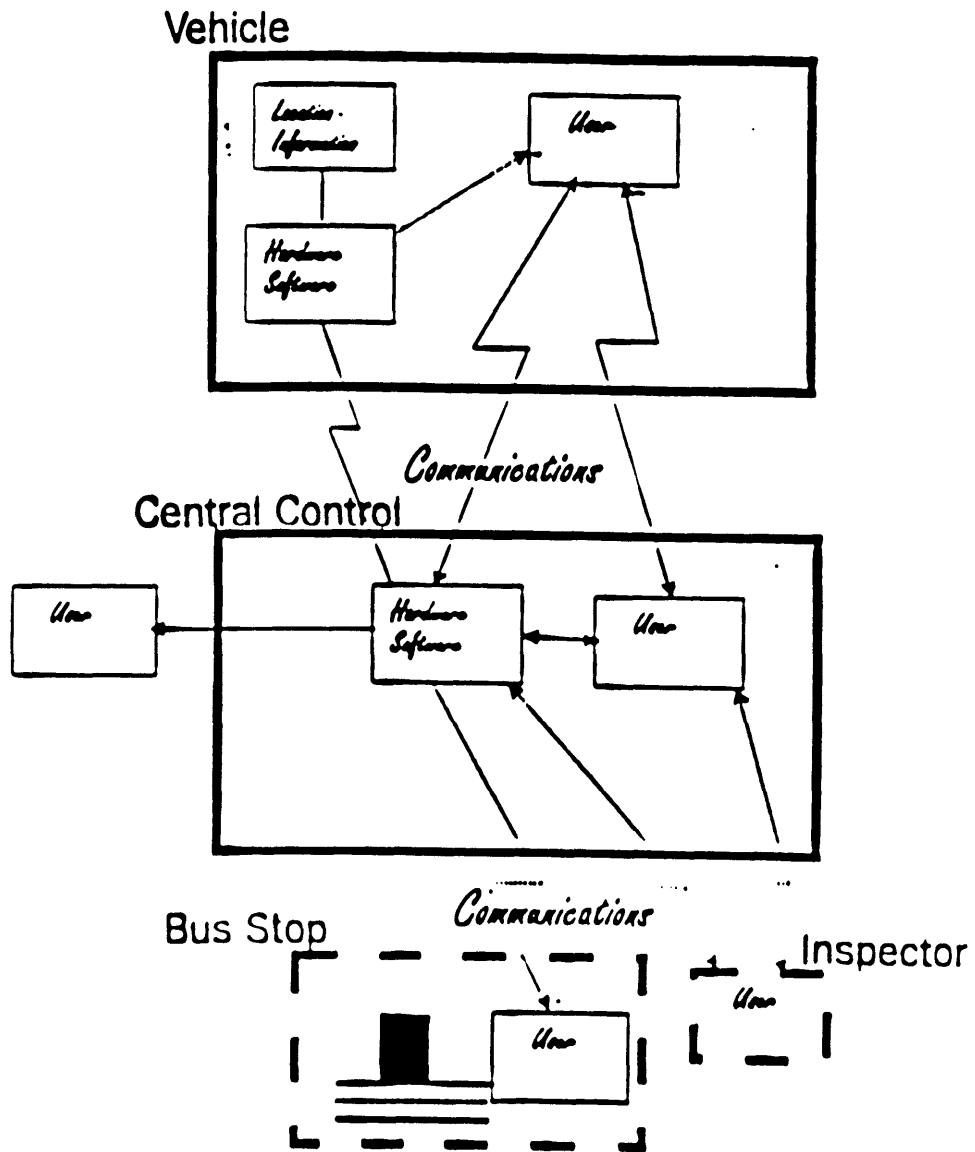 Vehicle
Location-
Information
User
Hardware
Software
Communications
Central Control
User
Hardware
Software
User
Communications
Bus Stop
Inspector
User
User